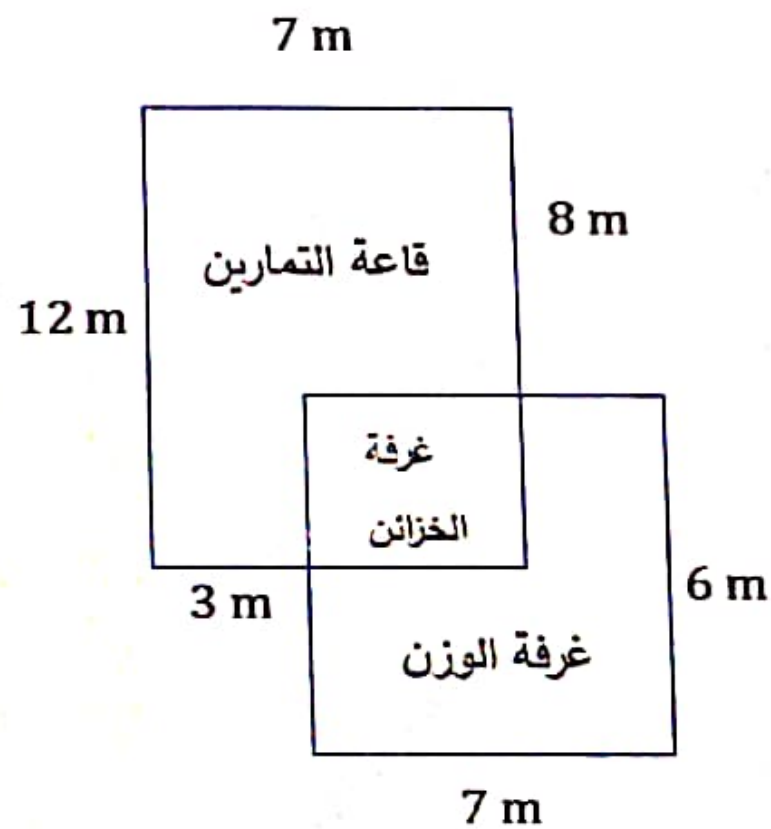 7 m
8 m
قاعة التمارين
12 m
غرفة
الخزائن
3 m
6 m
غرفة الوزن
7 m